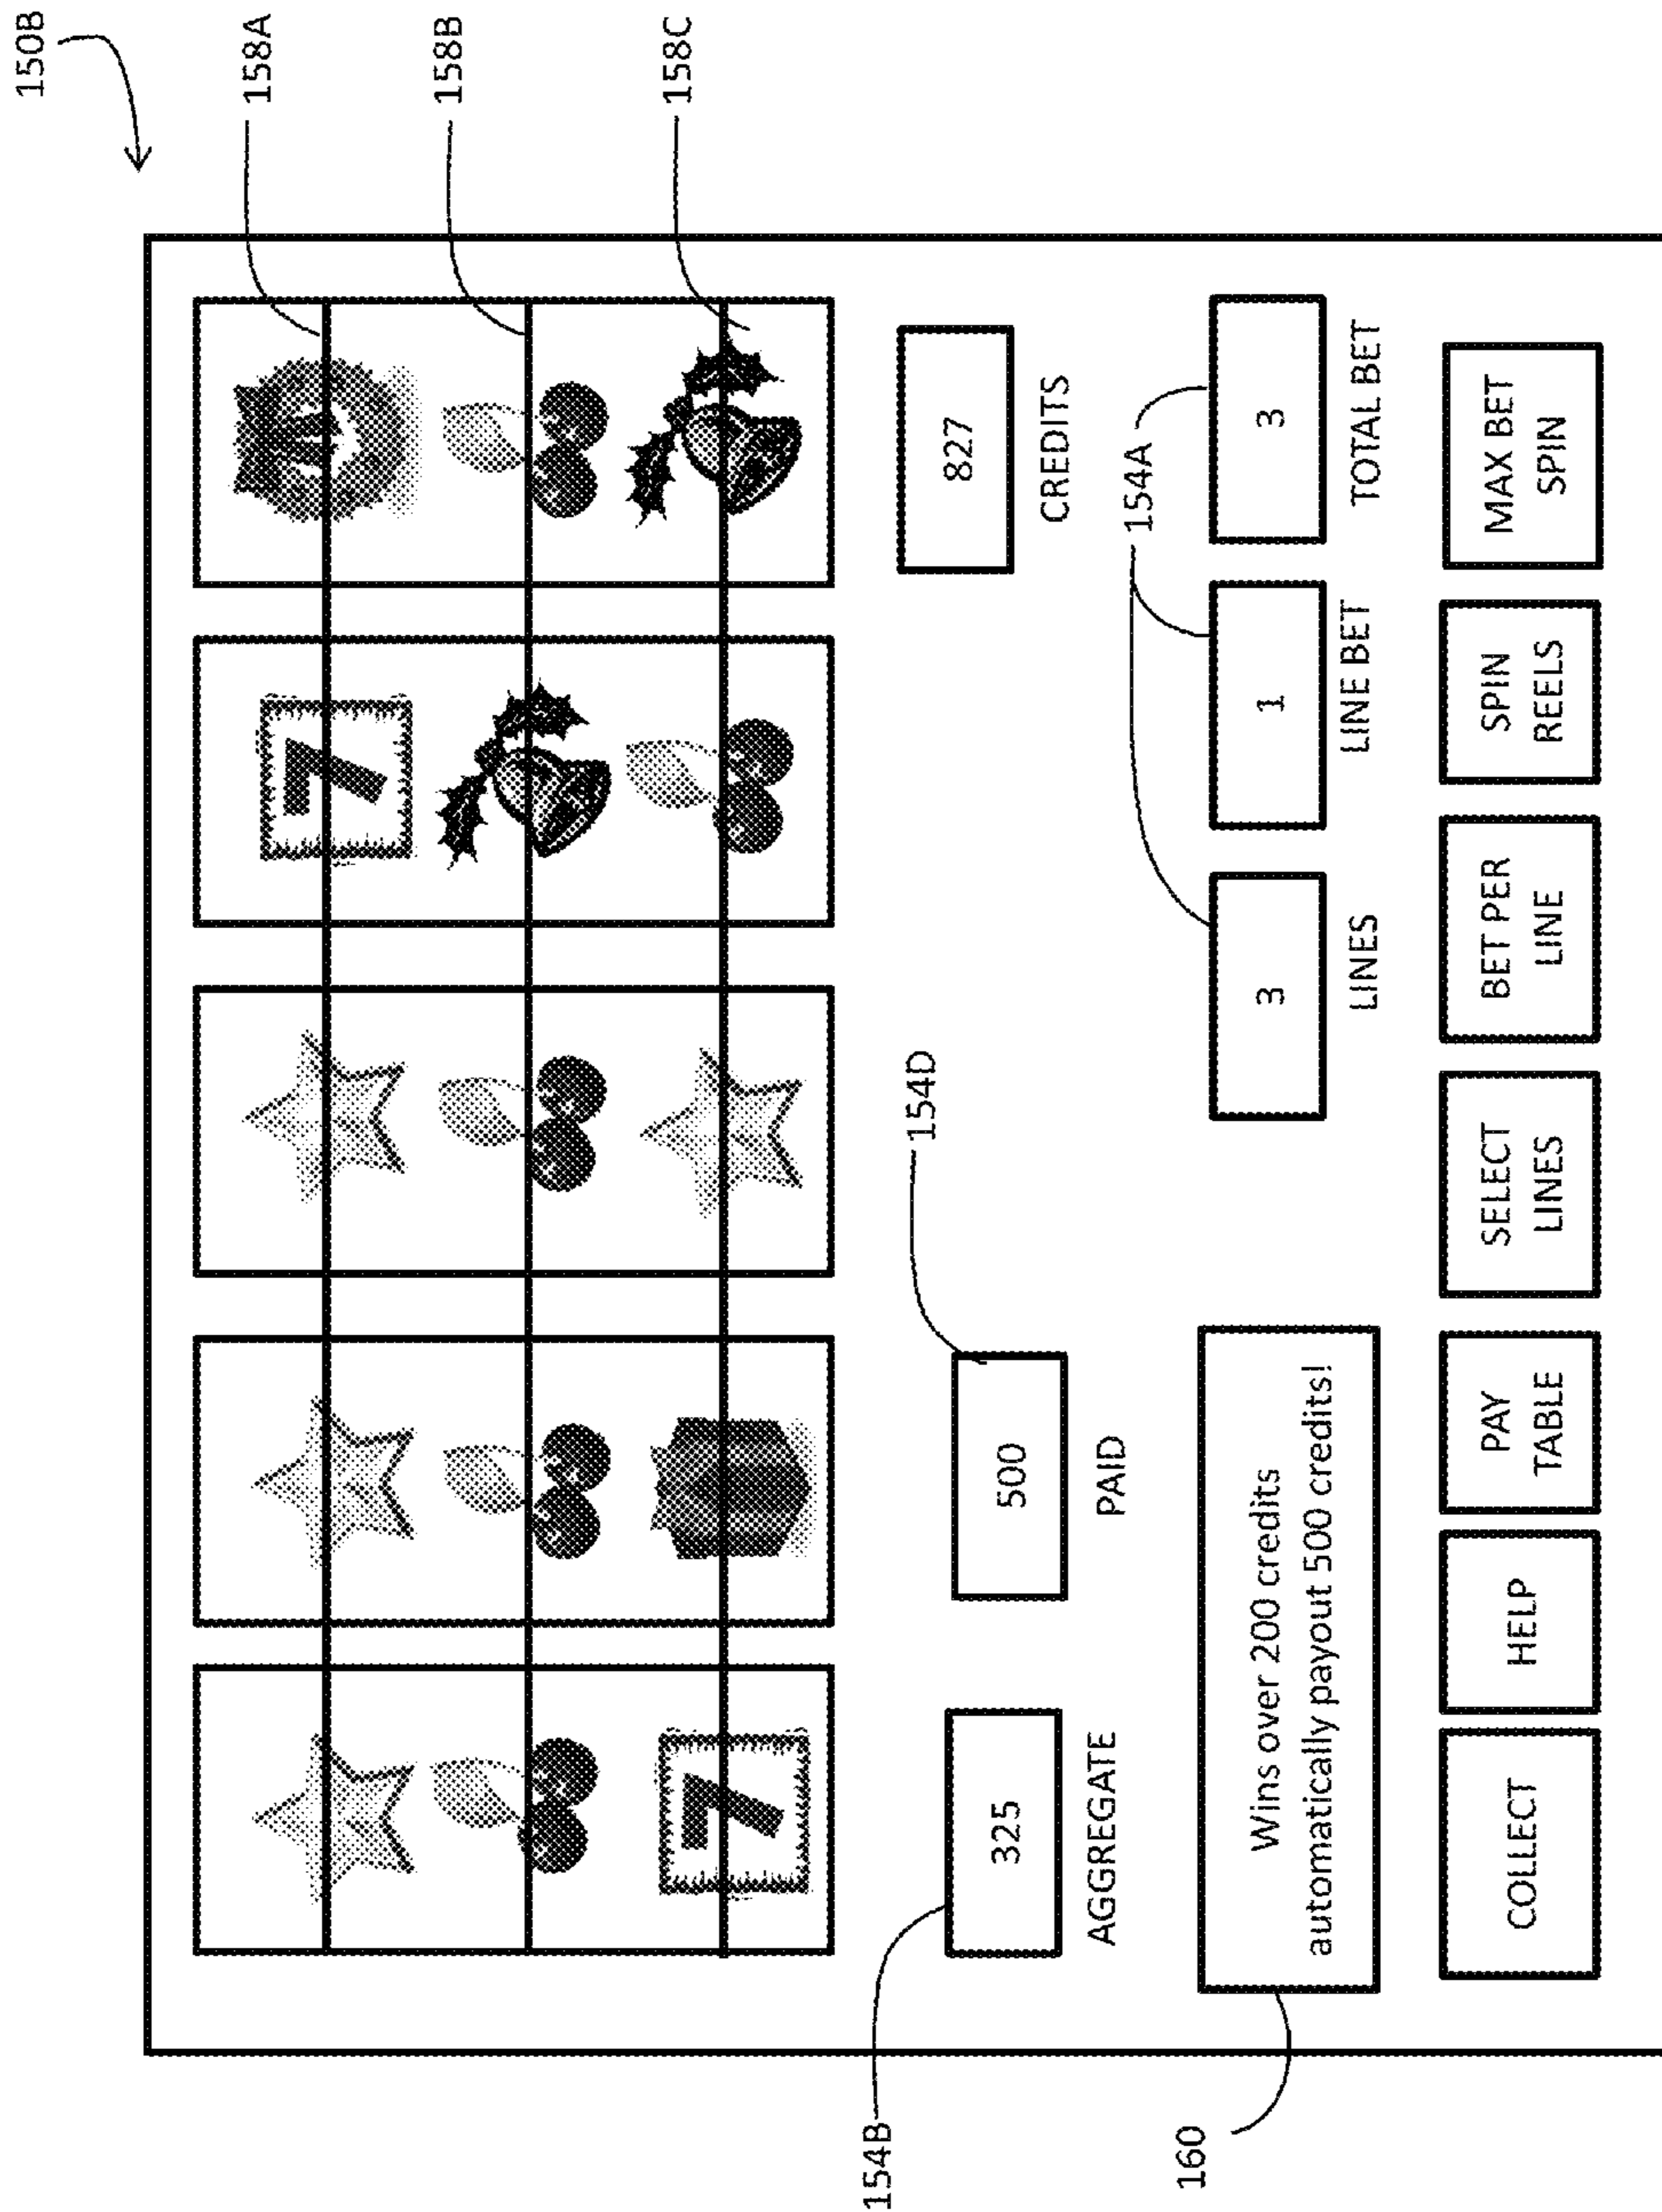 150B
158A
158B
158C
7
7
827
CREDITS
154D
500
PAID
325
AGGREGATE
154B
154A
3
LINES
1
LINE BET
3
TOTAL BET
160
Wins over 200 credits
automatically payout 500 credits!
COLLECT
HELP
PAY
TABLE
SELECT
LINES
BET PER
LINE
SPIN
REELS
MAX BET
SPIN